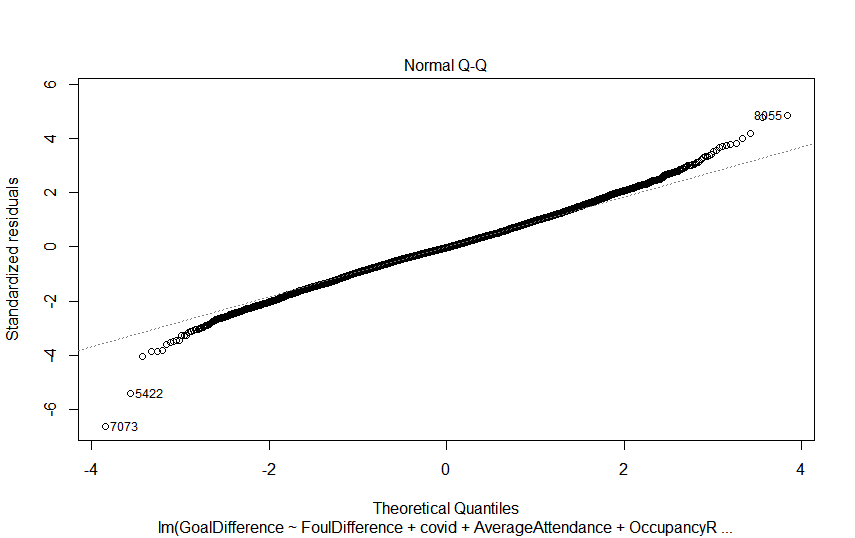 Normal Q-Q
6
8055
4
2
0
-2
-4
5422
-6
7073
Standardized residuals
-4 -2 0 2 4
Theoretical Quantiles
lm(GoalDifference ~ FoulDifference + covid + AverageAttendance + OccupancyR ...